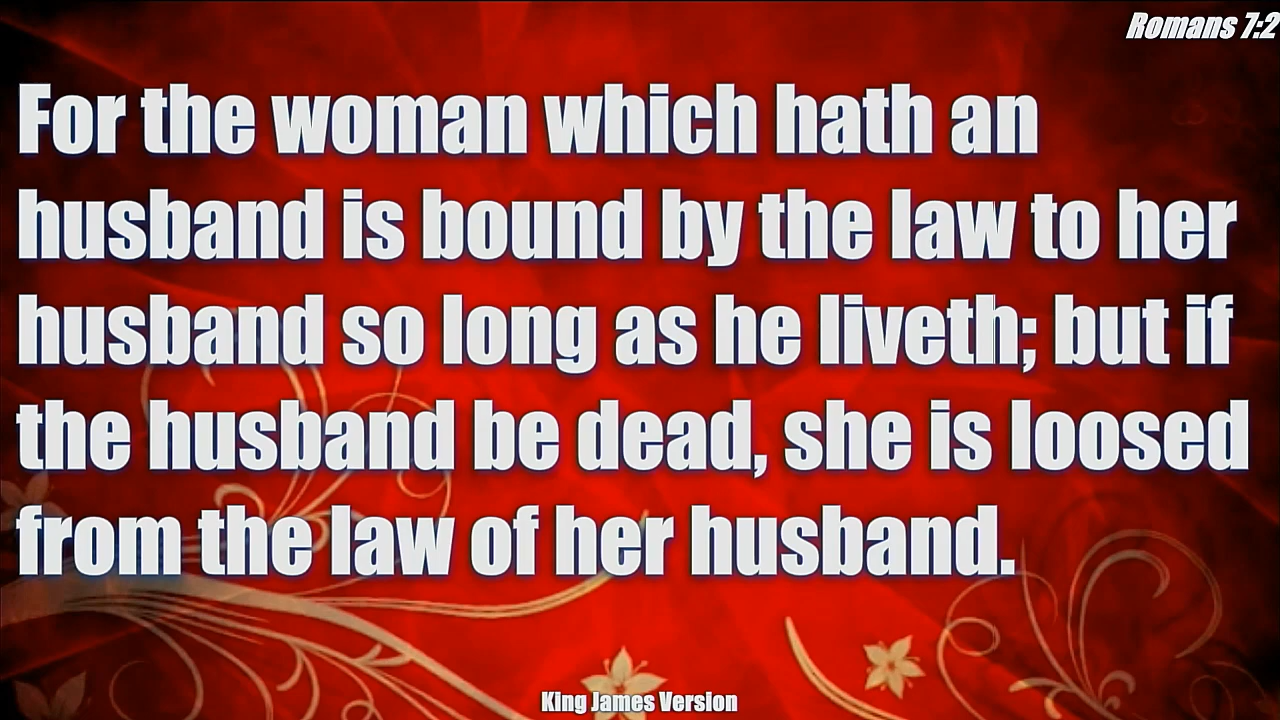 Romans 7:2
For the woman which hath an
husband is bound by the law to her
husband so long as he liveth; but if
the husband be dead, she is loosed
from the law of her husband.
King James Version